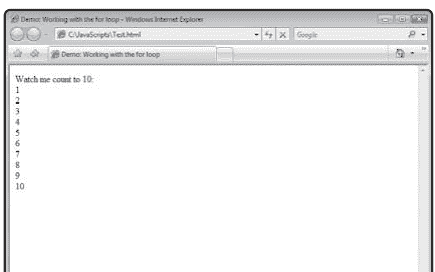 Demo: Working with the for loop - Windows Internet Explorer
C:\JavaScripts\Test.html
Google
Demo: Working with the for loop
Watch me count to 10:
1
2
3
4
5
6
7
8
9
10